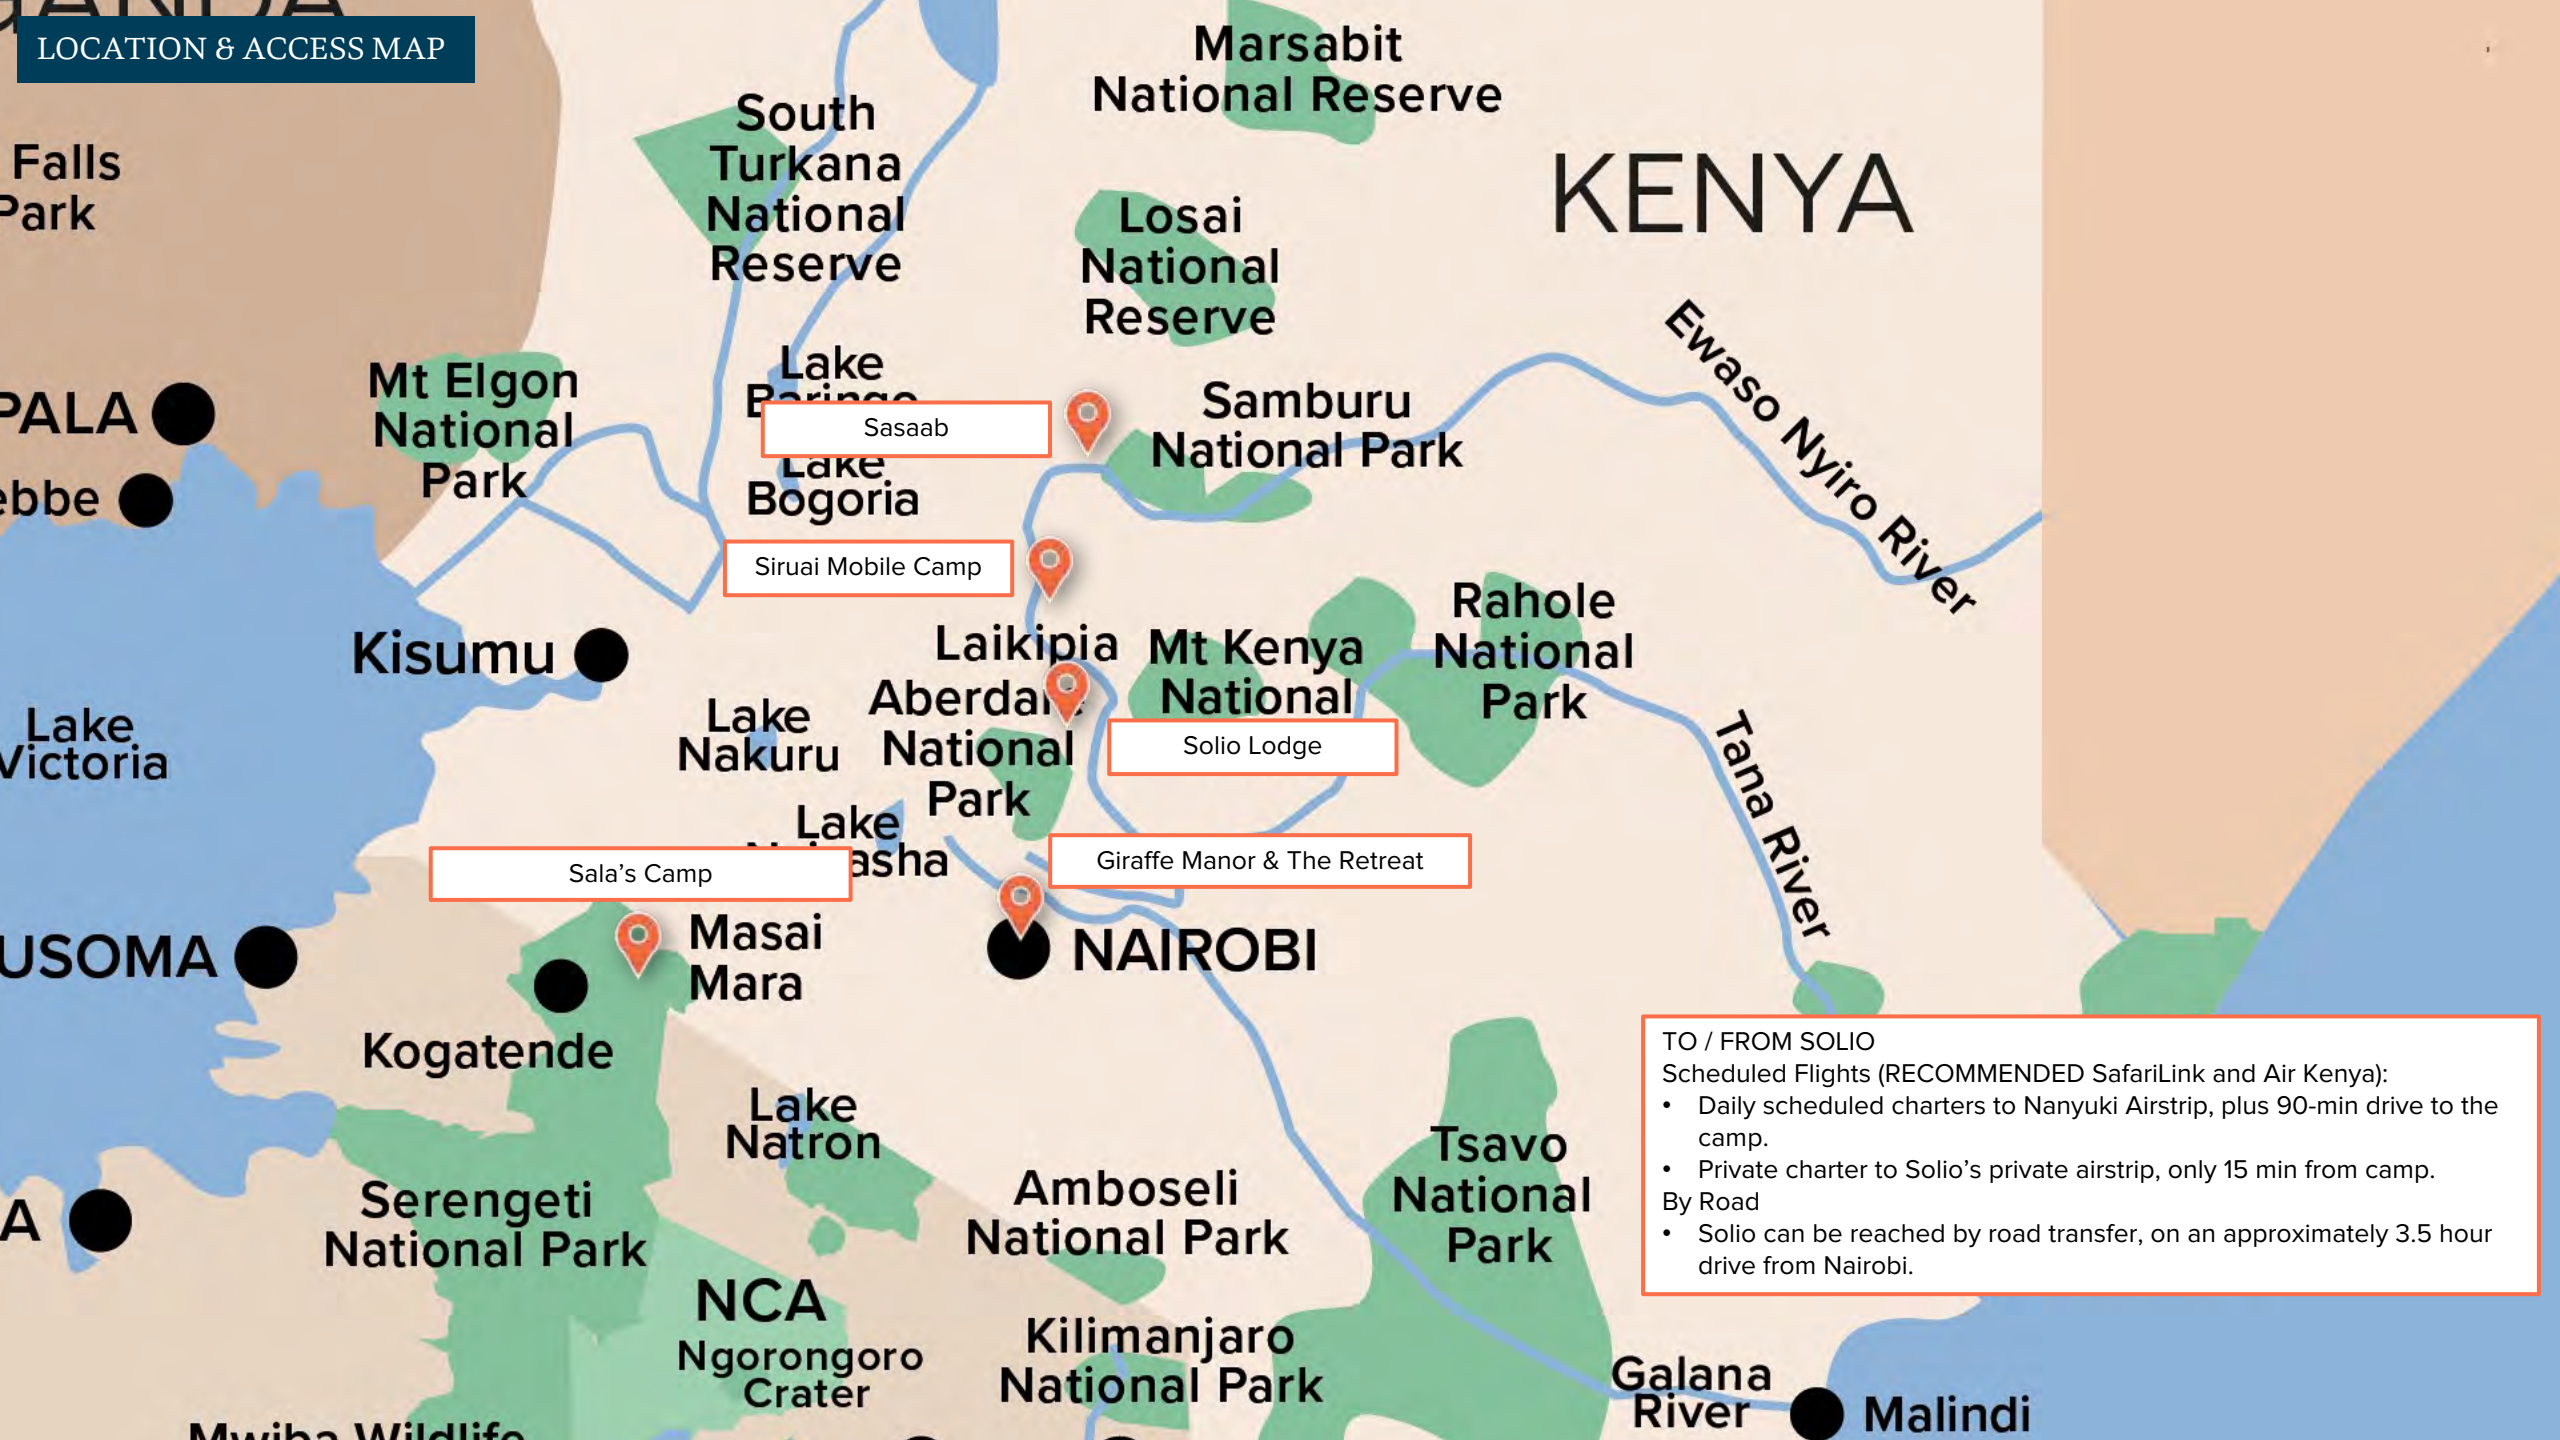 LOCATION & ACCESS MAP
Marsabit
National Reserve
South
Turkana
National
Reserve
Falls
Park
KENYA
Losai
National
Reserve
Ewaso Nyiro River
Lake
Mt Elgon
National
Park
Sasaab
Samburu
National Park
Lake
Bogoria
Siruai Mobile Camp
Rahole
National
Park
Kisumu
Laikipia
Mt Kenya
National
National
Park
Lake
Nakuru
Lake
Victoria
Solio Lodge
Tana River
Lake
Giraffe Manor & The Retreat
Sala's Camp
Masai
Mara
NAIROBI
Kogatende
TO / FROM SOLIO
Scheduled Flights (RECOMMENDED SafariLink and Air Kenya):
• Daily scheduled charters to Nanyuki Airstrip, plus 90-min drive to the
camp.
• Private charter to Solio's private airstrip, only 15 min from camp.
By Road
• Solio can be reached by road transfer, on an approximately 3.5 hour
drive from Nairobi.
Lake
Natron
Tsavo
National
Park
Amboseli
National Park
Serengeti
National Park
NCA
Ngorongoro
Crater
Kilimanjaro
National Park
Galana
River
Malindi